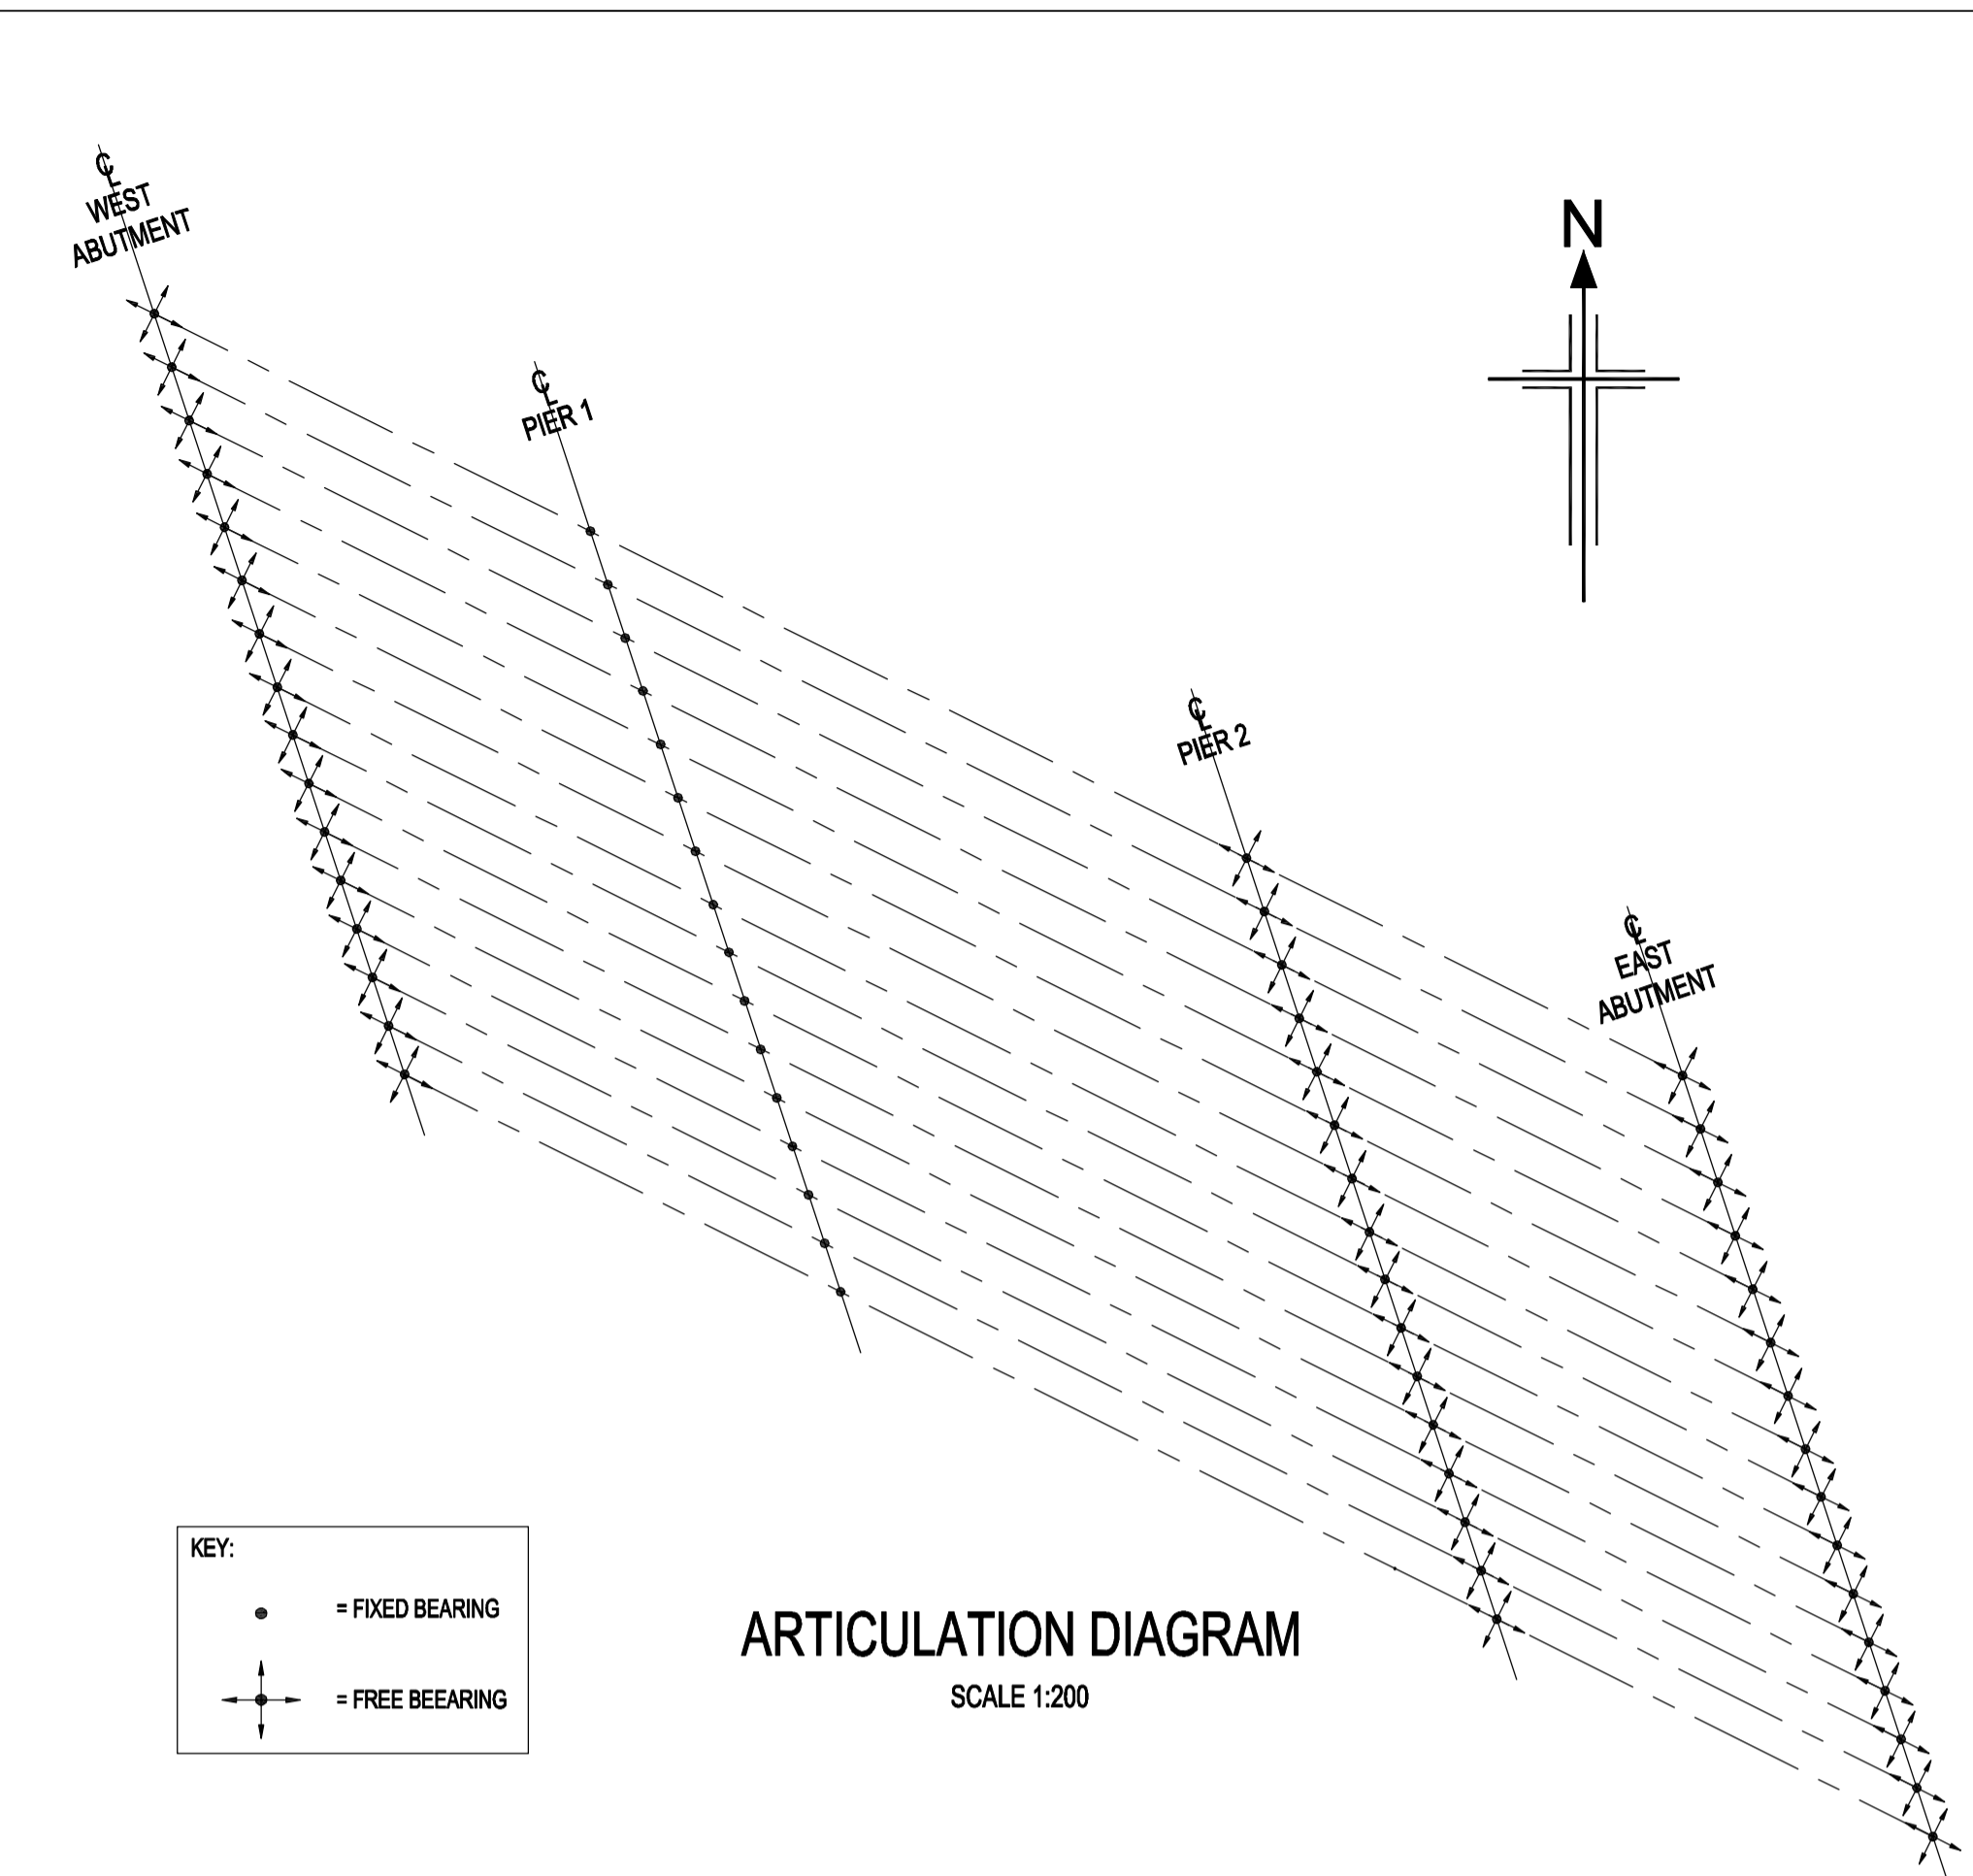 ℄
WEST
ABUTMENT
N
℄
PIER 1
℄
PIER 2
℄
EAST
ABUTMENT
KEY:
= FIXED BEARING
= FREE BEEARING
ARTICULATION DIAGRAM
SCALE 1:200